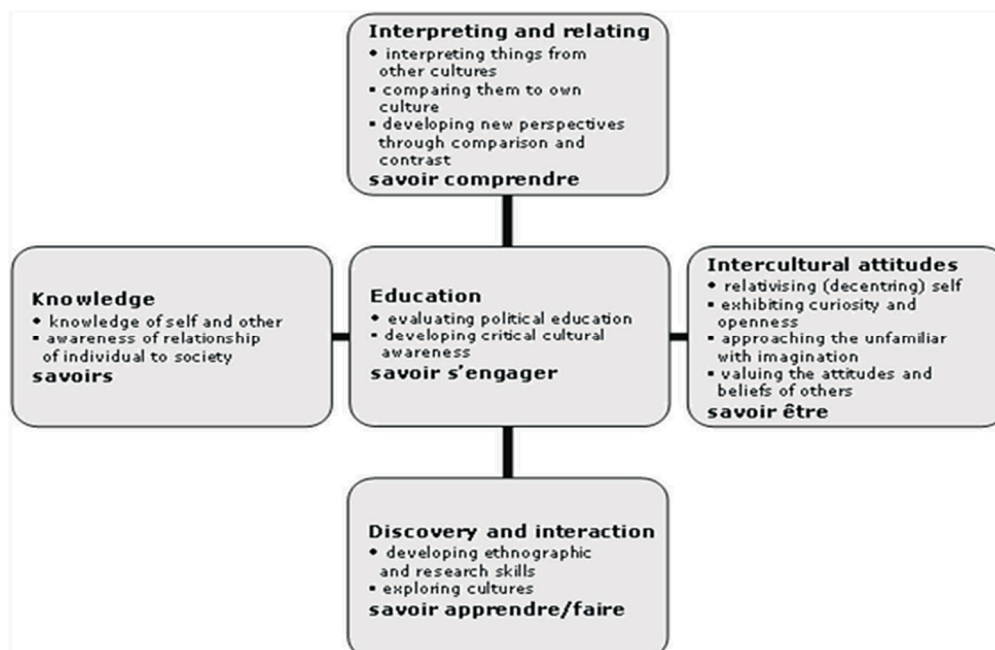 Interpreting and relating
• interpreting things from
other cultures
▪ comparing them to own
culture
▪ developing new perspectives
through comparison and
contrast
savoir comprendre
Knowledge
• knowledge of self and other
▪ awareness of relationship
of individual to society
savoirs
Education
• evaluating political education
▪ developing critical cultural
awareness
savoir s'engager
Intercultural attitudes
• relativising (decentring) self
▪ exhibiting curiosity and
openness
▪ approaching the unfamiliar
with imagination
▪ valuing the attitudes and
beliefs of others
savoir être
Discovery and interaction
• developing ethnographic
and research skills
▪ exploring cultures
savoir apprendre/faire